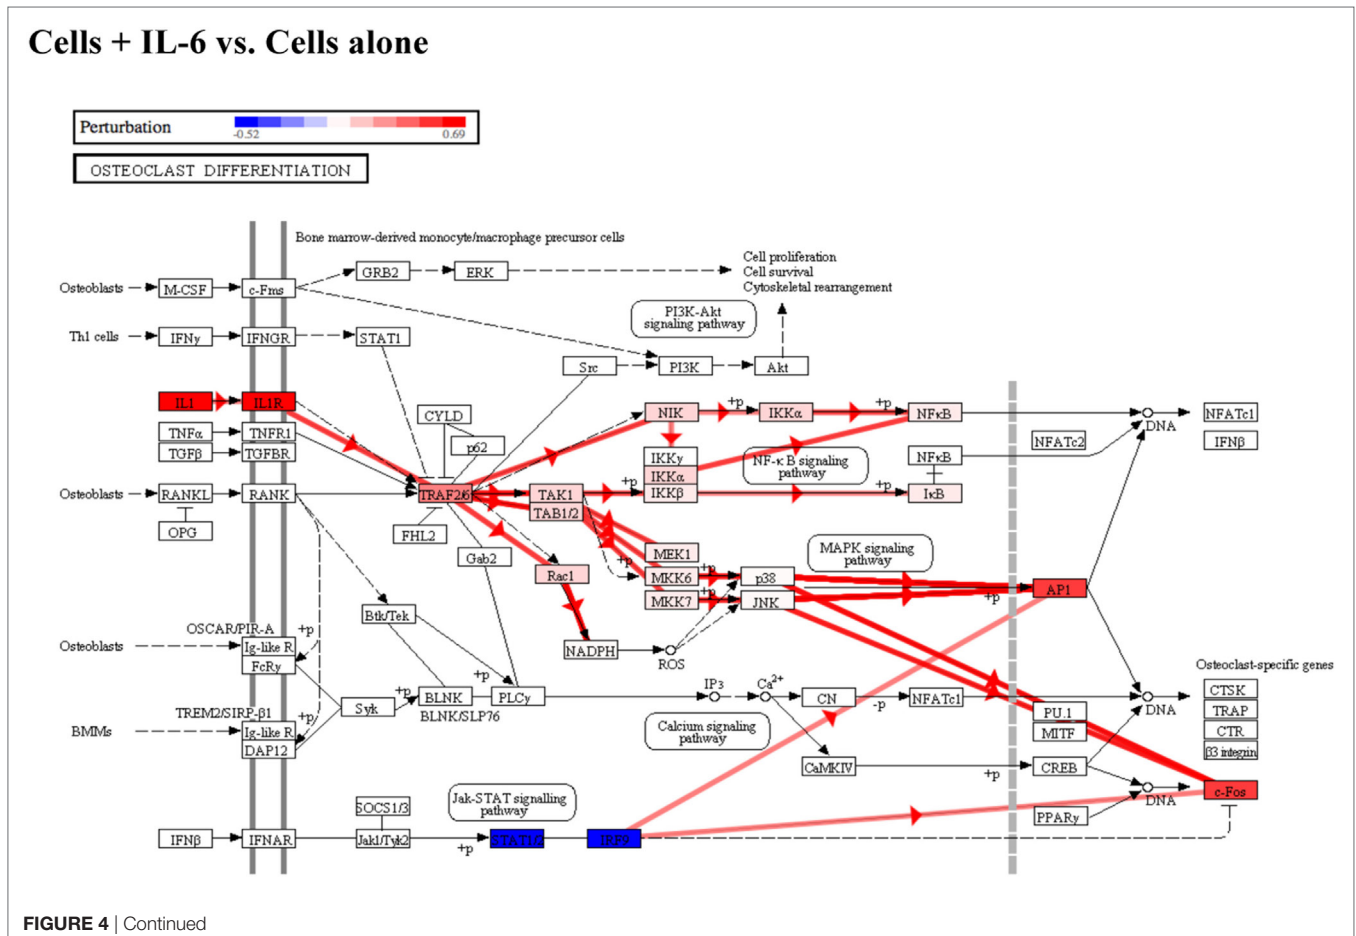 Cells + IL-6 vs. Cells alone
Perturbation
-0.52 0.69
OSTEOCLAST DIFFERENTIATION
Bone marrow-derived monocyte/macrophage precursor cells
Osteoblasts M-CSF c-Fms GRB2 ERK
Cell proliferation
Cell survival
Cytoskeletal rearrangement
PI3K-Akt
signaling pathway
Th1 cells IFNγ IFNGR STAT1
Src PI3K Akt
IL1 IL1R
CYLD
p62
NIK +p IKKα +p NFκB
DNA
NFATc1
IFNβ
NFATc2
TNFα TNFR1
TGFβ TGFBR
IKKγ
IKKα
IKKβ
NF-κB signaling
pathway
NFκB
Osteoblasts RANKL RANK TRAF2/6 TAK1 +p +p IκB
TAB1/2
OPG
FHL2
Gab2
MEK1
MKK6 +p p38
MKK7 +p JNK
+p
MAPK signaling
pathway
Rac1
AP1
+p
Btk/Tek
NADPH ROS
OSCAR/PIR-A +p
Osteoblasts Ig-like R
FcRγ
Syk +p BLNK +p PLCγ
BLNK/SLP76
IP3 Ca2+ CN -p NFATc1
DNA
Calcium signaling
pathway
Osteoclast-specific genes
CTSK
TRAP
CTR
β3 integrin
PU.1
MITF
TREM2/SIRP-β1 +p
BMMs Ig-like R
DAP12
CaMKIV +p CREB
DNA
c-Fos
PPARγ
SOCS1/3
Jak-STAT signalling
pathway
IFNβ IFNAR Jak1/Tyk2 +p STAT1/2 IRF9
FIGURE 4 | Continued